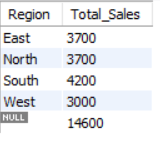 Region Total_Sales
East 3700
North 3700
South 4200
West 3000
NULL 14600